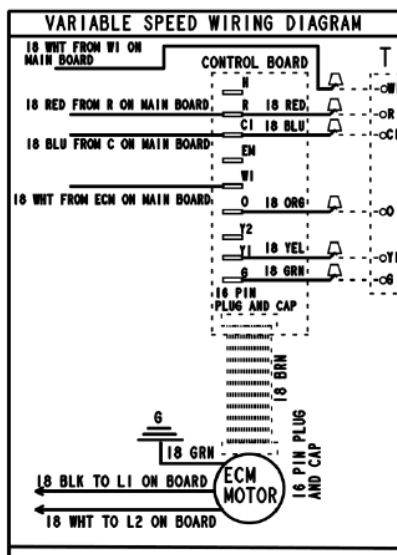 VARIABLE SPEED WIRING DIAGRAM
18 WHT FROM W1 ON
MAIN BOARD
CONTROL BOARD
T
H
W1
18 RED FROM R ON MAIN BOARD
R
18 RED
R
C1
18 BLU
C1
18 BLU FROM C ON MAIN BOARD
EM
W1
18 WHT FROM ECM ON MAIN BOARD
O
18 ORG
O
Y2
Y1
18 YEL
Y1
G
18 GRN
G
16 PIN
PLUG AND CAP
18 BRN
16 PIN PLUG
AND CAP
G
18 GRN
ECM
MOTOR
18 BLK TO L1 ON BOARD
18 WHT TO L2 ON BOARD